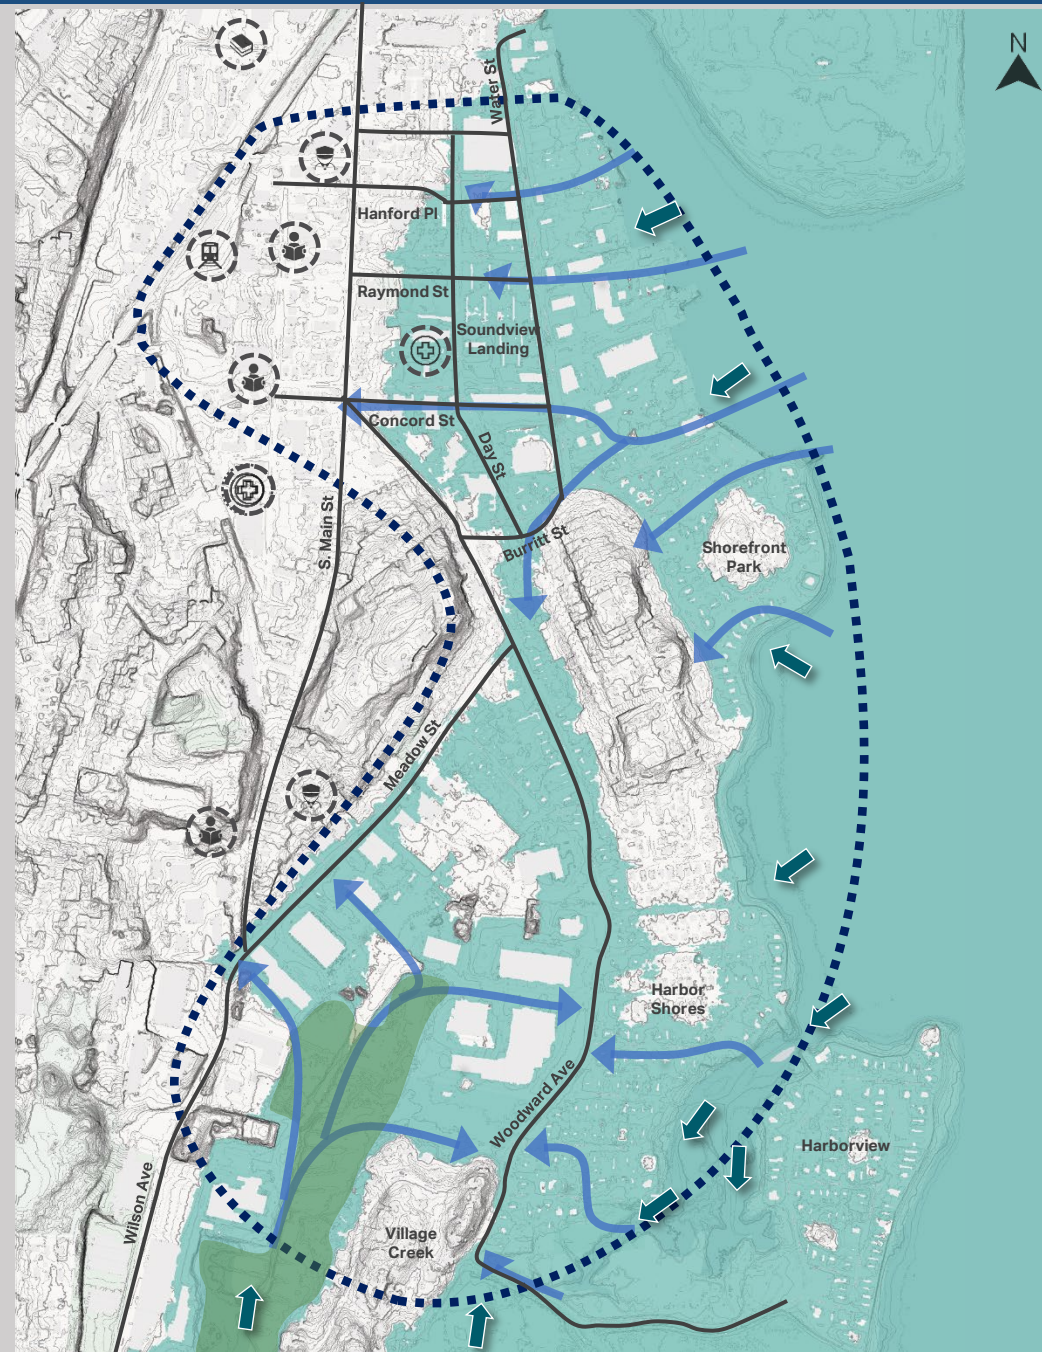 N
Water St
Hanford Pl
Raymond St
Soundview
Landing
Concord St
Day St
S. Main St
Burritt St
Shorefront
Park
Meadow St
Harbor
Shores
Woodward Ave
Harborview
Wilson Ave
Village
Creek